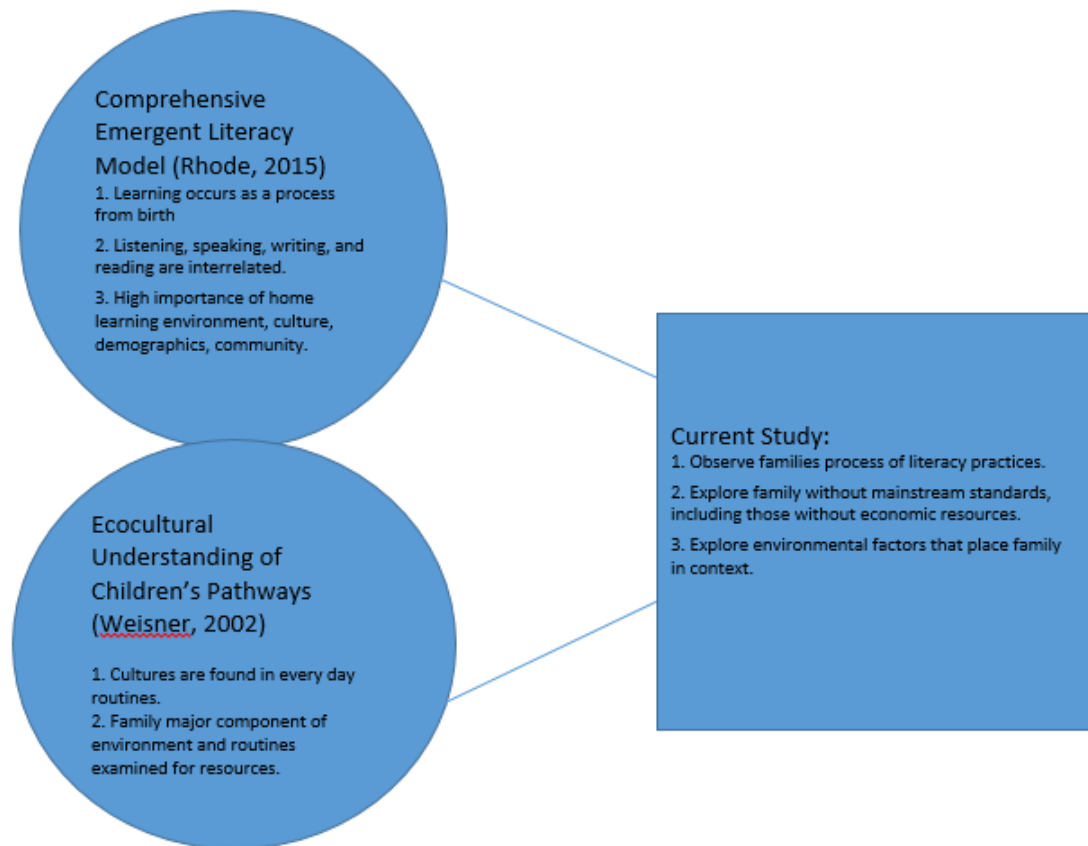 Comprehensive
Emergent Literacy
Model (Rhode, 2015)
1. Learning occurs as a process
from birth
2. Listening, speaking, writing, and
reading are interrelated.
3. High importance of home
learning environment, culture,
demographics, community.
Ecocultural
Understanding of
Children’s Pathways
(Weisner, 2002)
1. Cultures are found in every day
routines.
2. Family major component of
environment and routines
examined for resources.
Current Study:
1. Observe families process of literacy practices.
2. Explore family without mainstream standards,
including those without economic resources.
3. Explore environmental factors that place family
in context.